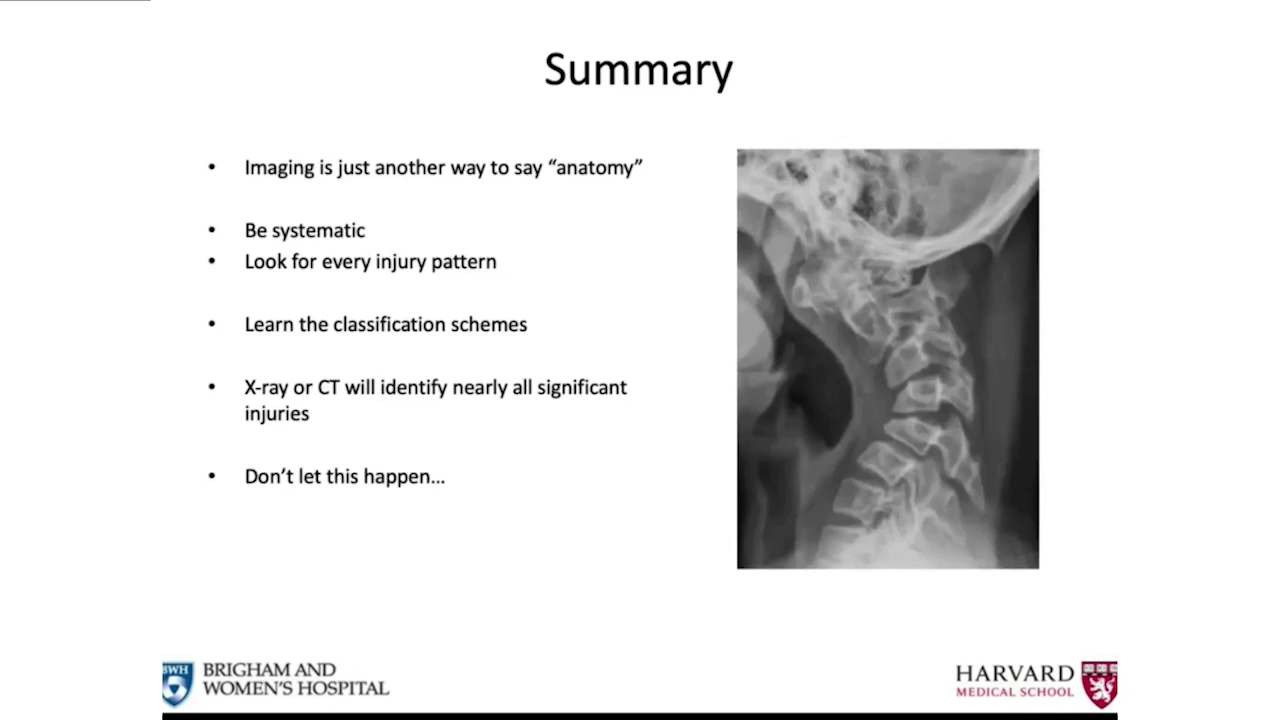 Summary
• Imaging is just another way to say “anatomy”
• Be systematic
• Look for every injury pattern
• Learn the classification schemes
• X-ray or CT will identify nearly all significant
injuries
• Don’t let this happen...
BWH
BRIGHAM AND
WOMEN'S HOSPITAL
HARVARD
MEDICAL SCHOOL